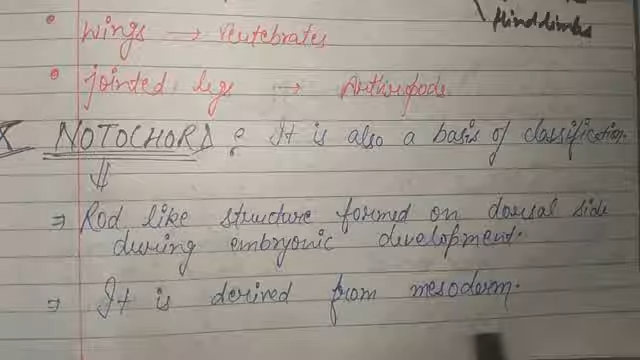 Hindlimbs
• Wings → Vertebrates
• Jointed legs → Arthropods
NOTOCHORD : It is also a basis of classification.
⇓
⇒ Rod like structure formed on dorsal side
during embryonic development.
⇒ It is derived from mesoderm.